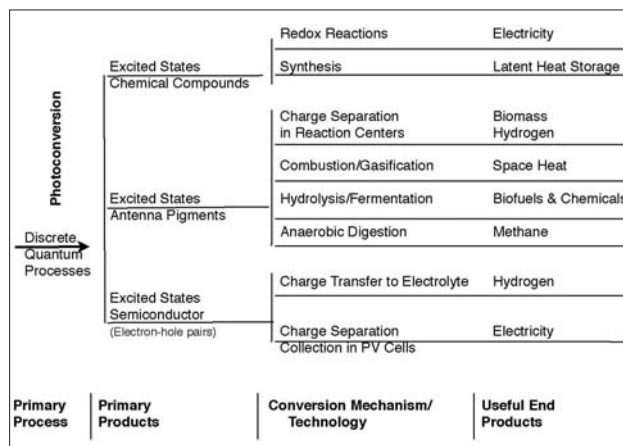 Photoconversion
Discrete
Quantum
Processes
Excited States
Chemical Compounds
Redox Reactions Electricity
Synthesis Latent Heat Storage
Excited States
Antenna Pigments
Charge Separation Biomass
in Reaction Centers Hydrogen
Combustion/Gasification Space Heat
Hydrolysis/Fermentation Biofuels & Chemicals
Anaerobic Digestion Methane
Excited States
Semiconductor
(Electron-hole pairs)
Charge Transfer to Electrolyte Hydrogen
Charge Separation Electricity
Collection in PV Cells
Primary Primary Conversion Mechanism/ Useful End
Process Products Technology Products